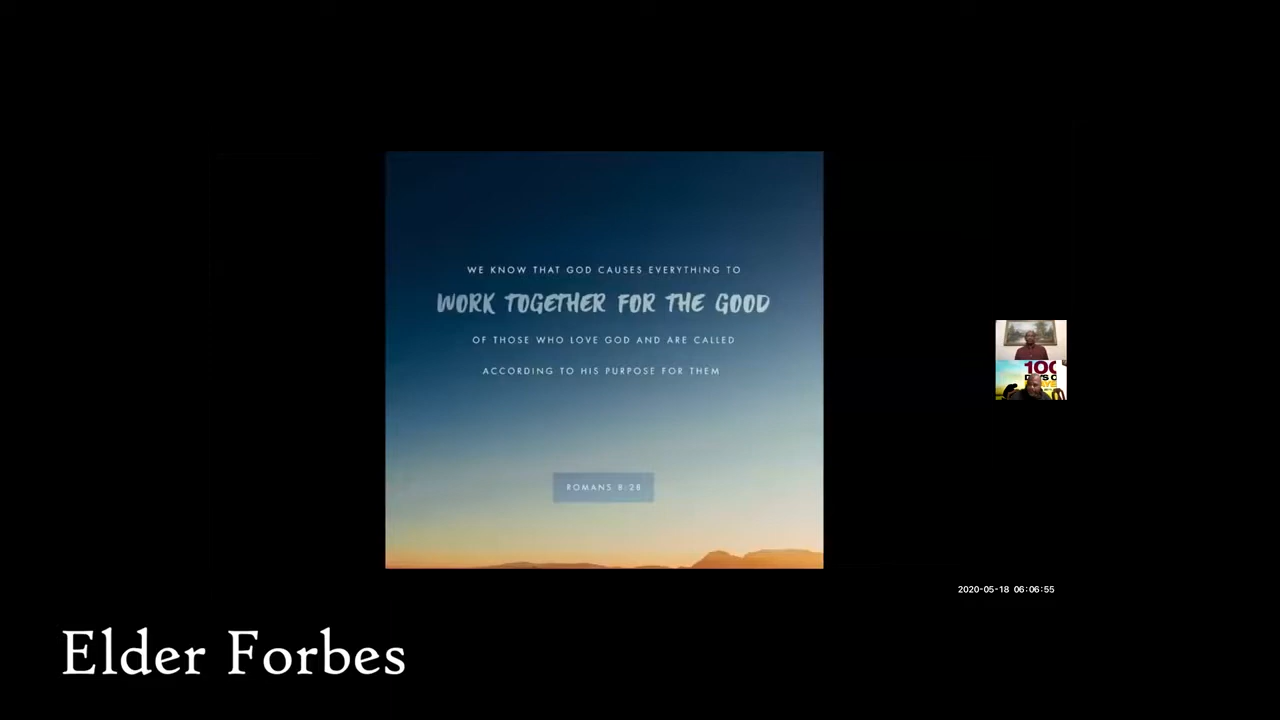 WE KNOW THAT GOD CAUSES EVERYTHING TO
WORK TOGETHER FOR THE GOOD
OF THOSE WHO LOVE GOD AND ARE CALLED
ACCORDING TO HIS PURPOSE FOR THEM
ROMANS 8:28
100
2020-05-18 06:06:55
Elder Forbes